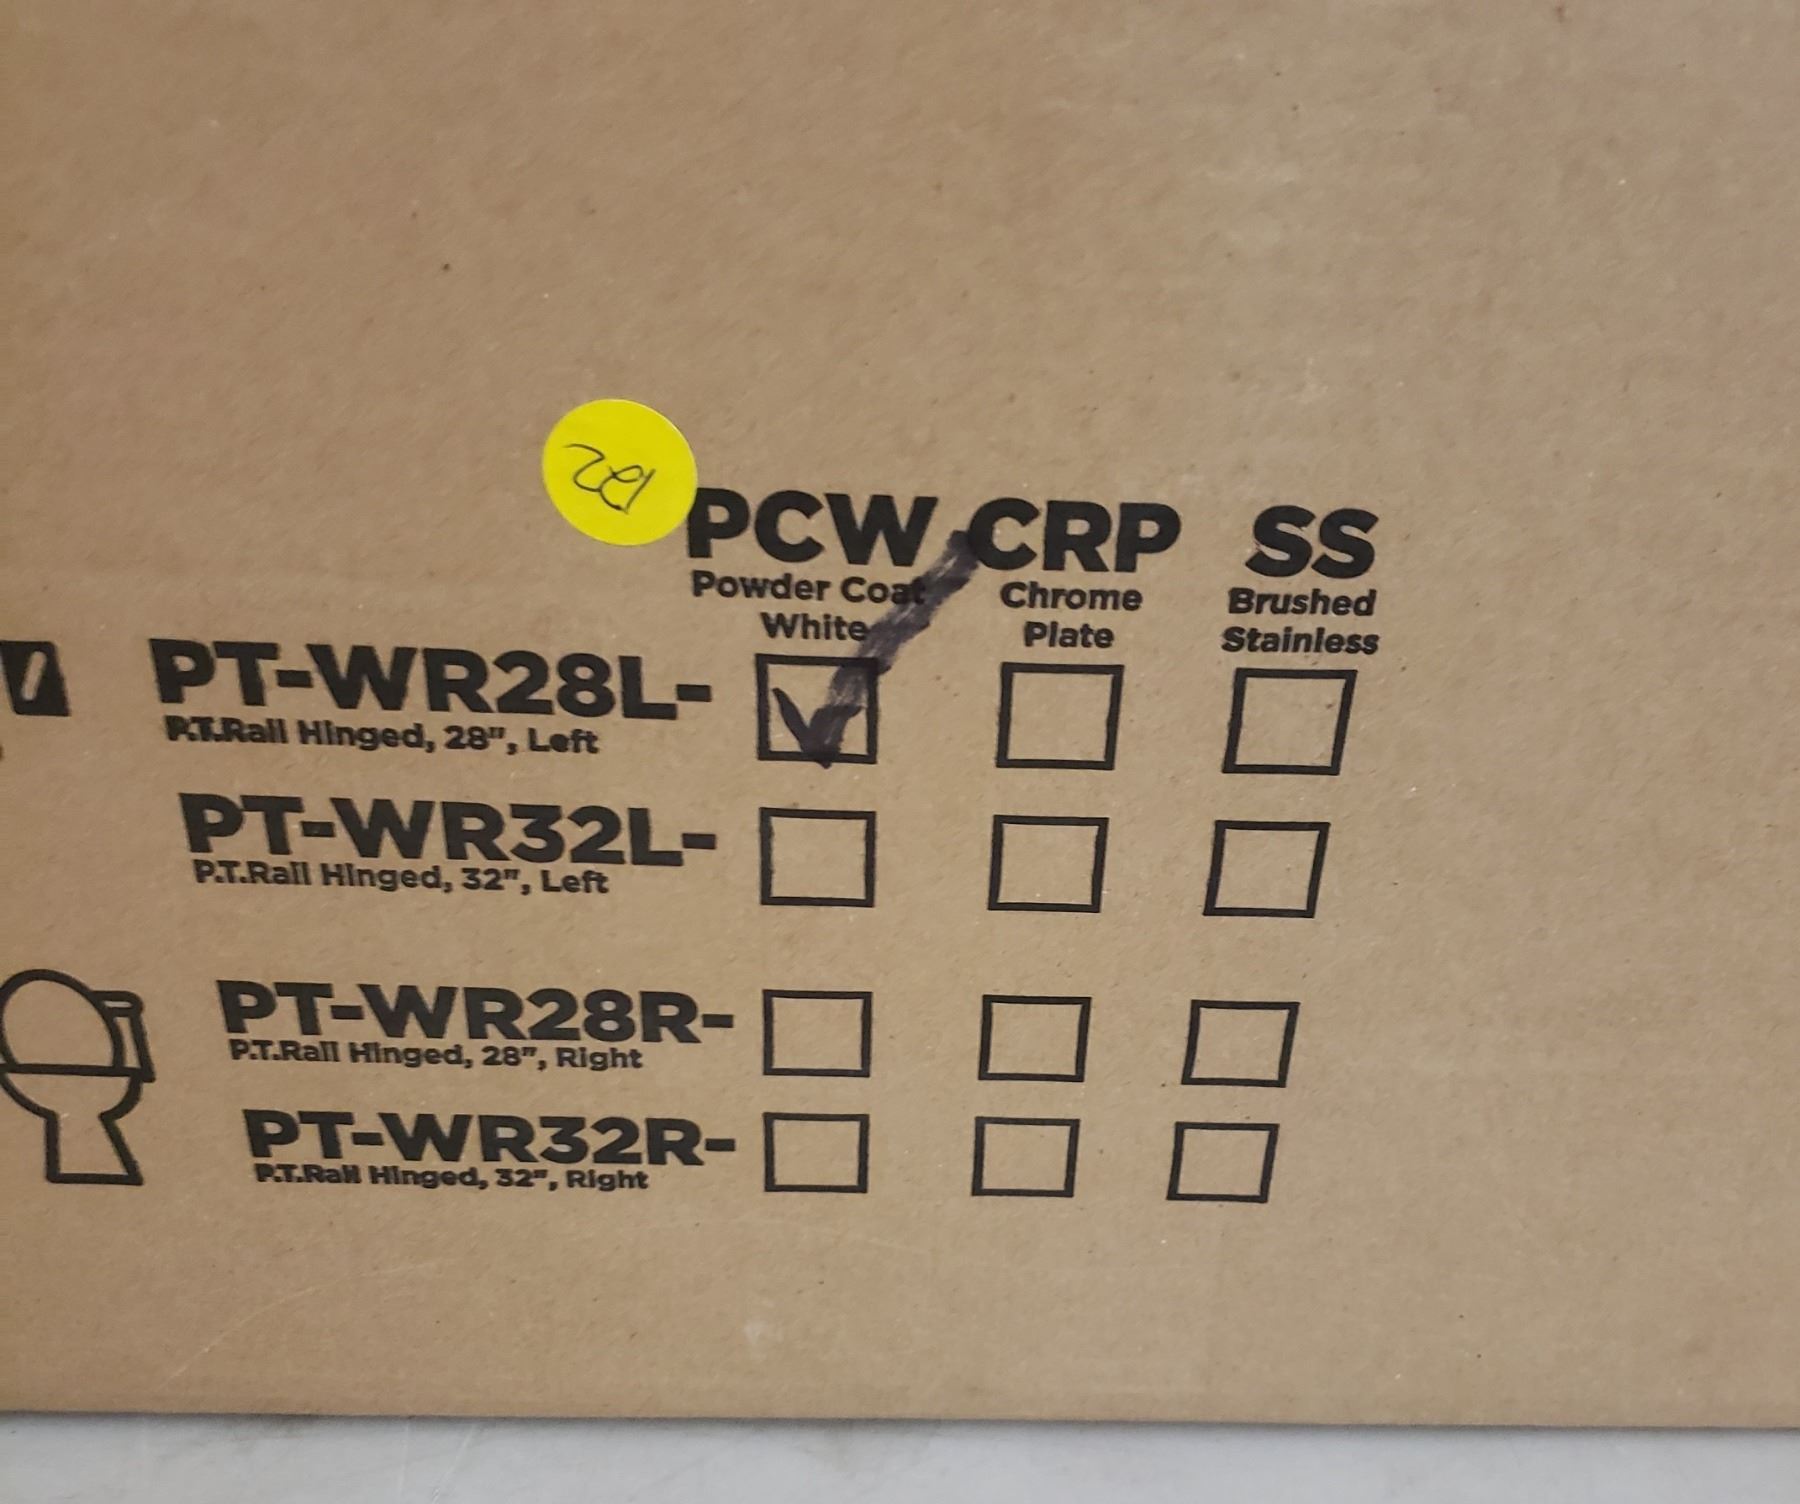 PCW CRP SS
Powder Coat White Chrome Plate Brushed Stainless
PT-WR28L-
P.T.Rail Hinged, 28", Left
PT-WR32L-
P.T.Rail Hinged, 32", Left
PT-WR28R-
P.T.Rail Hinged, 28", Right
PT-WR32R-
P.T.Rail Hinged, 32", Right